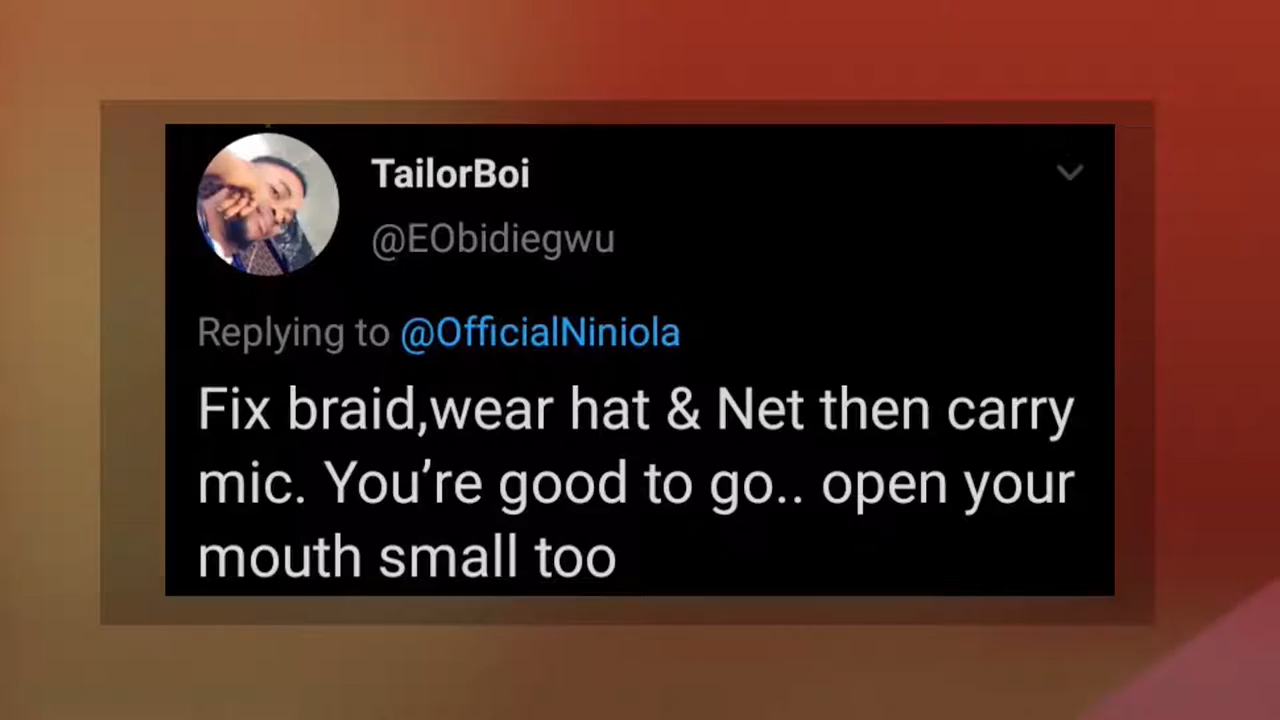 TailorBoi
@EObidiegwu
Replying to @OfficialNiniola
Fix braid,wear hat & Net then carry
mic. You’re good to go.. open your
mouth small too